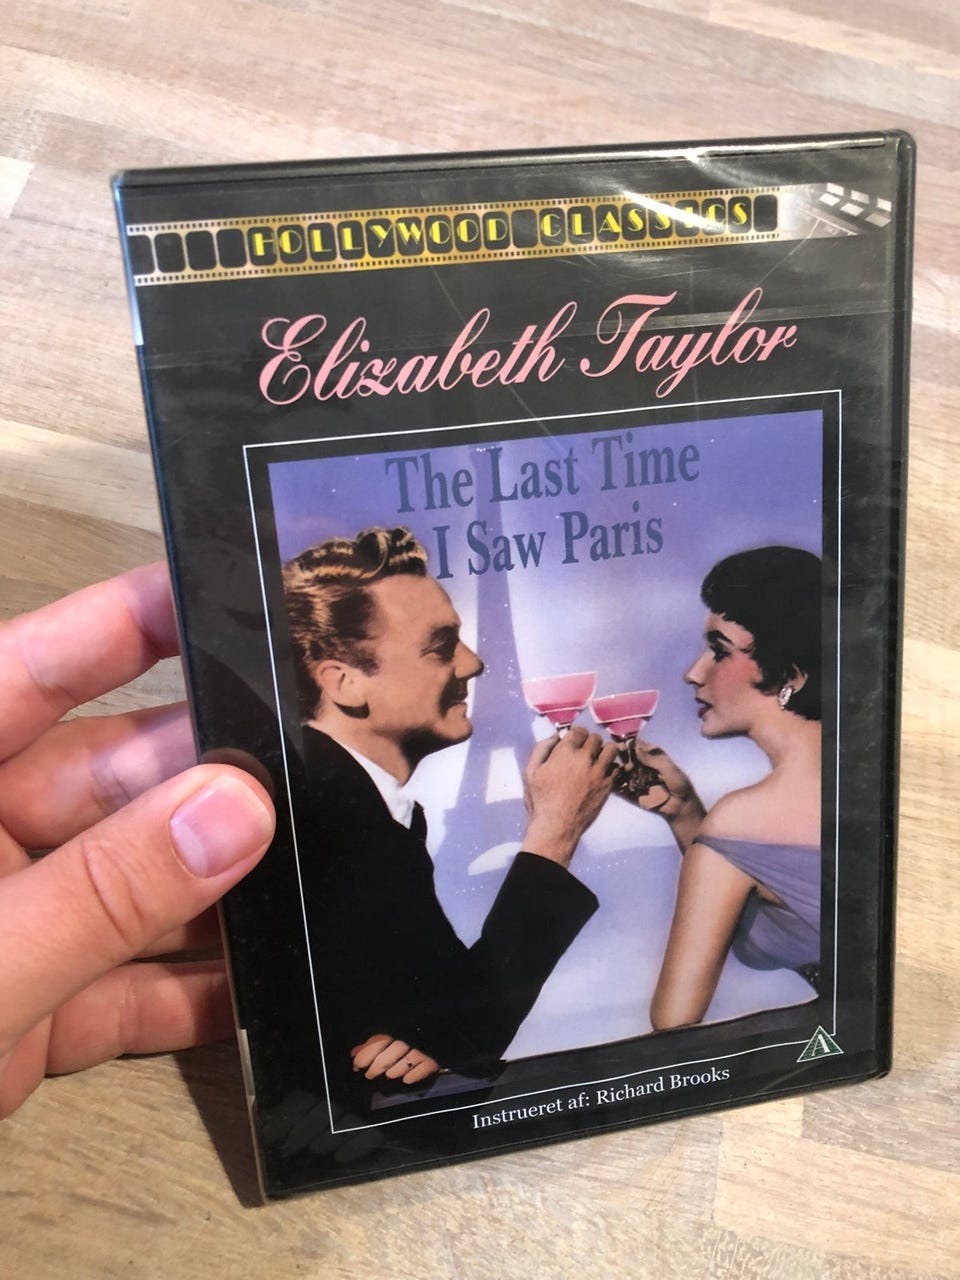 HOLLYWOOD CLASSICS
Elizabeth Taylor
The Last Time
I Saw Paris
A
Instrueret af: Richard Brooks